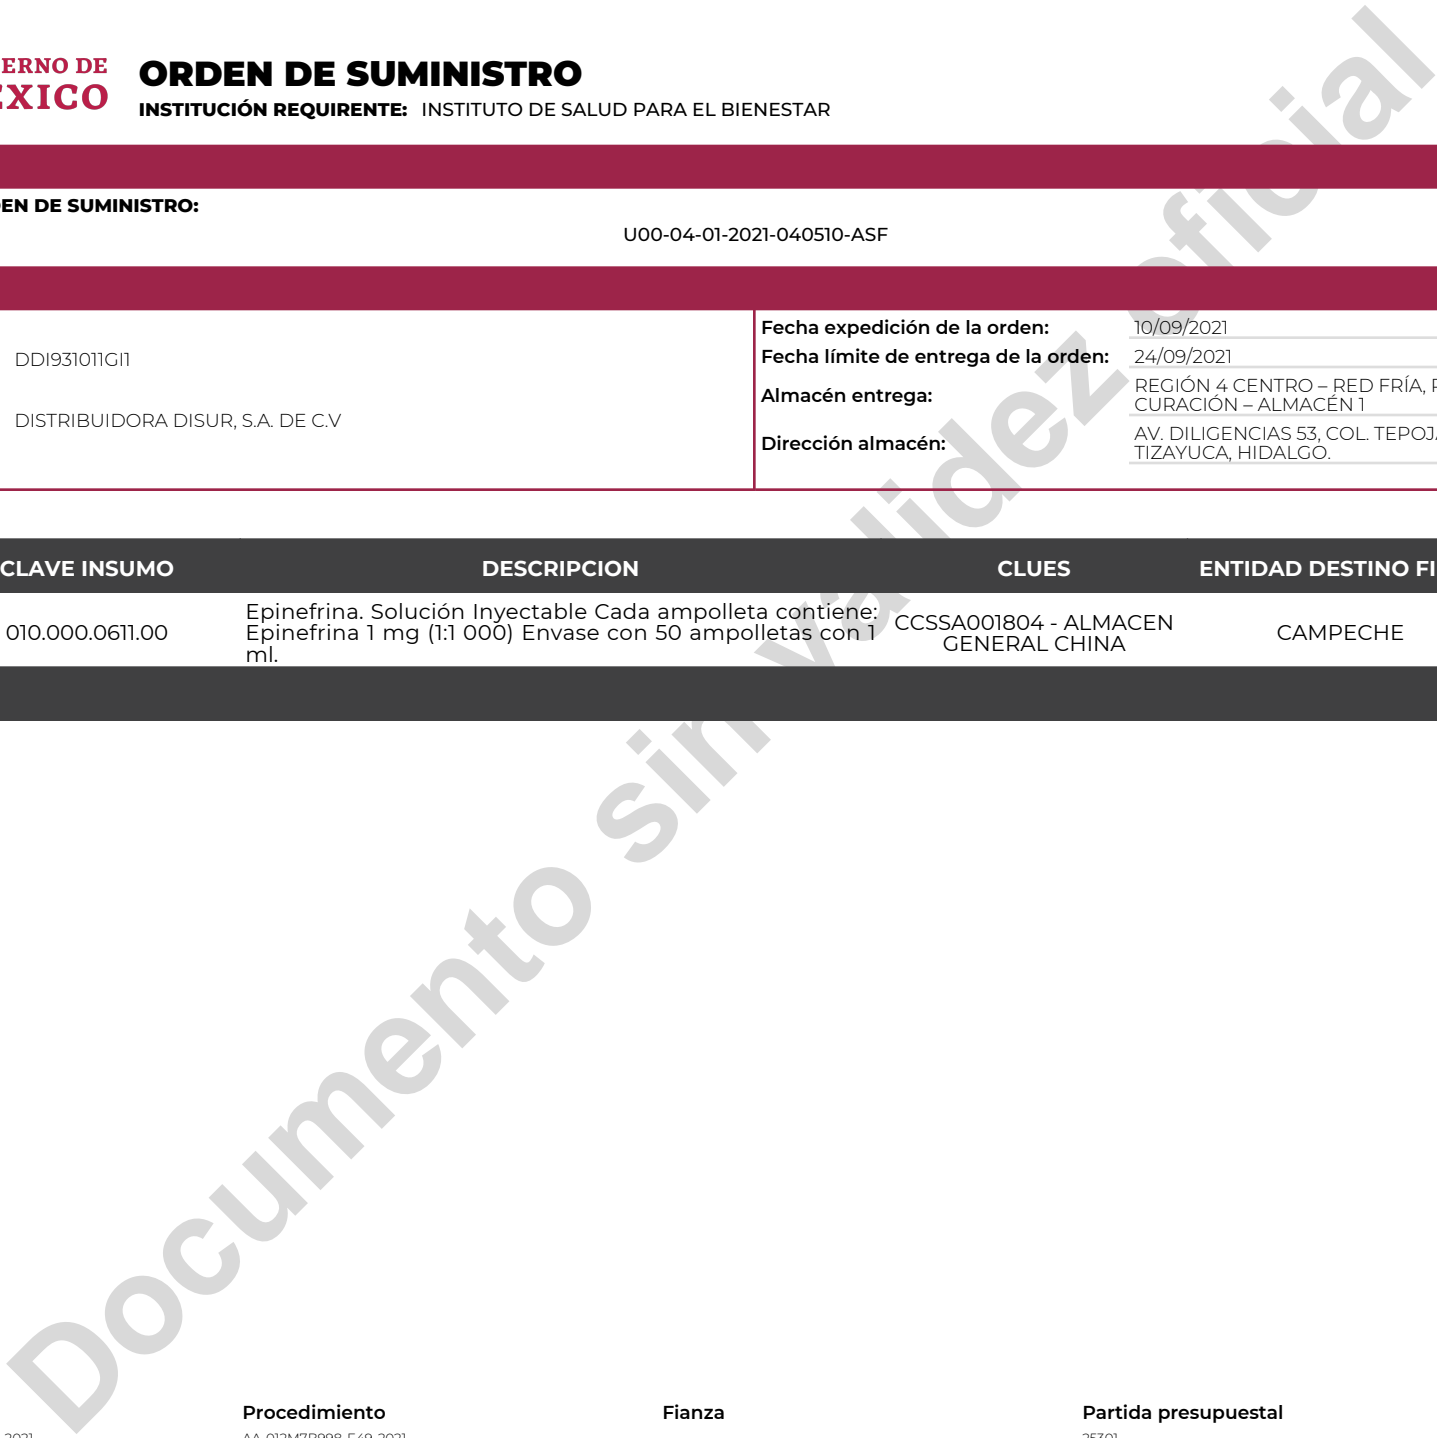 ORDEN DE SUMINISTRO
INSTITUCIÓN REQUIRENTE: INSTITUTO DE SALUD PARA EL BIENESTAR
ERNO DE
EXICO
EN DE SUMINISTRO:
U00-04-01-2021-040510-ASF
DDI931011GI1
DISTRIBUIDORA DISUR, S.A. DE C.V
Fecha expedición de la orden: 10/09/2021
Fecha límite de entrega de la orden: 24/09/2021
Almacén entrega:
REGIÓN 4 CENTRO – RED FRÍA,
CURACIÓN – ALMACÉN 1
Dirección almacén:
AV. DILIGENCIAS 53, COL. TEPOJ
TIZAYUCA, HIDALGO.
CLAVE INSUMO DESCRIPCION CLUES ENTIDAD DESTINO FI
010.000.0611.00
Epinefrina. Solución Inyectable Cada ampolleta contiene:
Epinefrina 1 mg (1:1 000) Envase con 50 ampolletas con 1
ml.
CCSSA001804 - ALMACEN
GENERAL CHINA
CAMPECHE
Documento sin validez oficial
Procedimiento Fianza Partida presupuestal